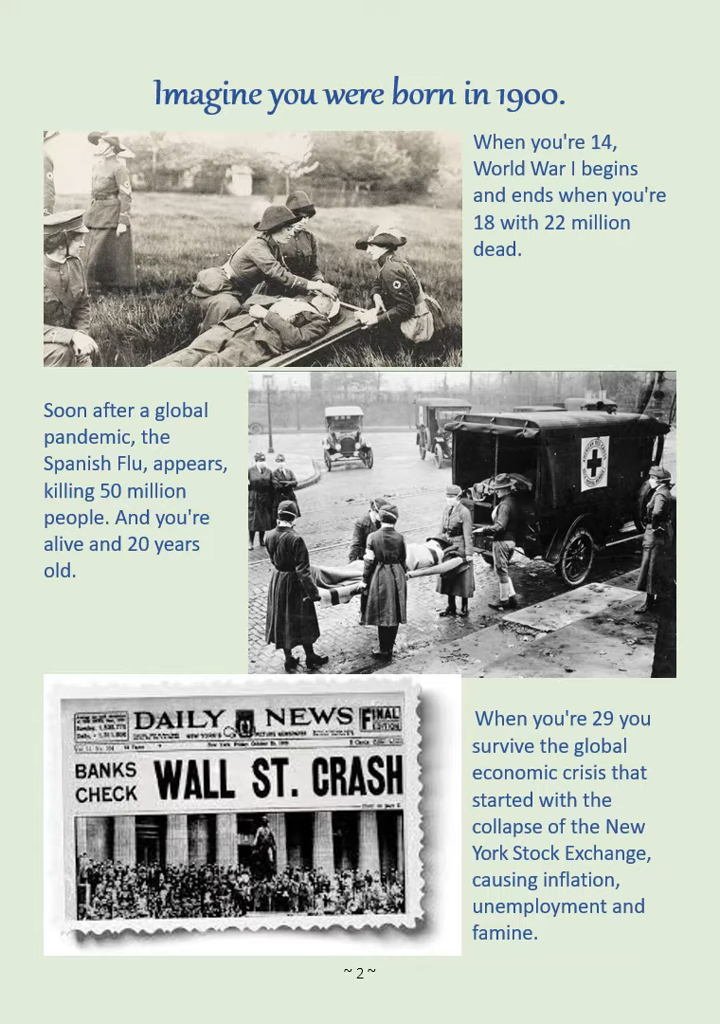 Imagine you were born in 1900.
When you're 14,
World War I begins
and ends when you're
18 with 22 million
dead.
Soon after a global
pandemic, the
Spanish Flu, appears,
killing 50 million
people. And you're
alive and 20 years
old.
DAILY NEWS
FINAL
EDITION
NEW YORK'S PICTURE NEWSPAPER
BANKS
CHECK
WALL ST. CRASH
When you're 29 you
survive the global
economic crisis that
started with the
collapse of the New
York Stock Exchange,
causing inflation,
unemployment and
famine.
~ 2 ~